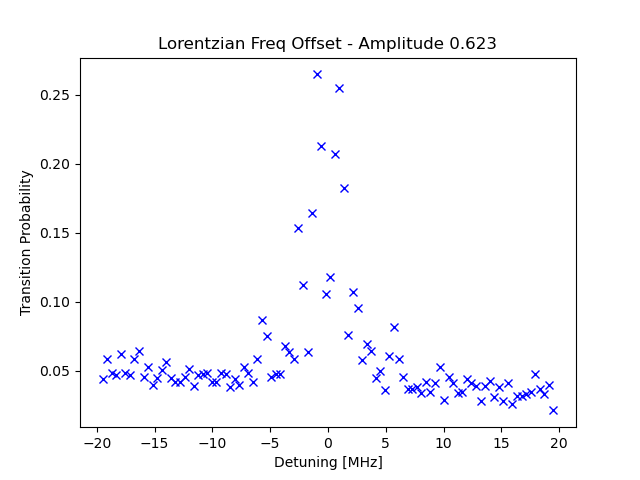 Lorentzian Freq Offset - Amplitude 0.623
Transition Probability
0.25
0.20
0.15
0.10
0.05
−20 −15 −10 −5 0 5 10 15 20
Detuning [MHz]